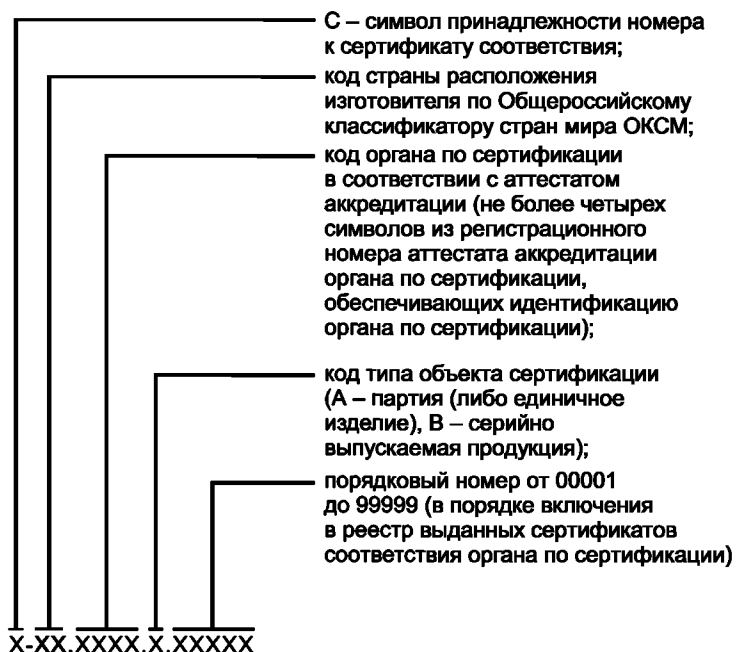 С – символ принадлежности номера
к сертификату соответствия;
код страны расположения
изготовителя по Общероссийскому
классификатору стран мира ОКСМ;
код органа по сертификации
в соответствии с аттестатом
аккредитации (не более четырех
символов из регистрационного
номера аттестата аккредитации
органа по сертификации,
обеспечивающих идентификацию
органа по сертификации);
код типа объекта сертификации
(А – партия (либо единичное
изделие), В – серийно
выпускаемая продукция);
порядковый номер от 00001
до 99999 (в порядке включения
в реестр выданных сертификатов
соответствия органа по сертификации)
Х-ХХ.ХХХХ.Х.ХХХХХ